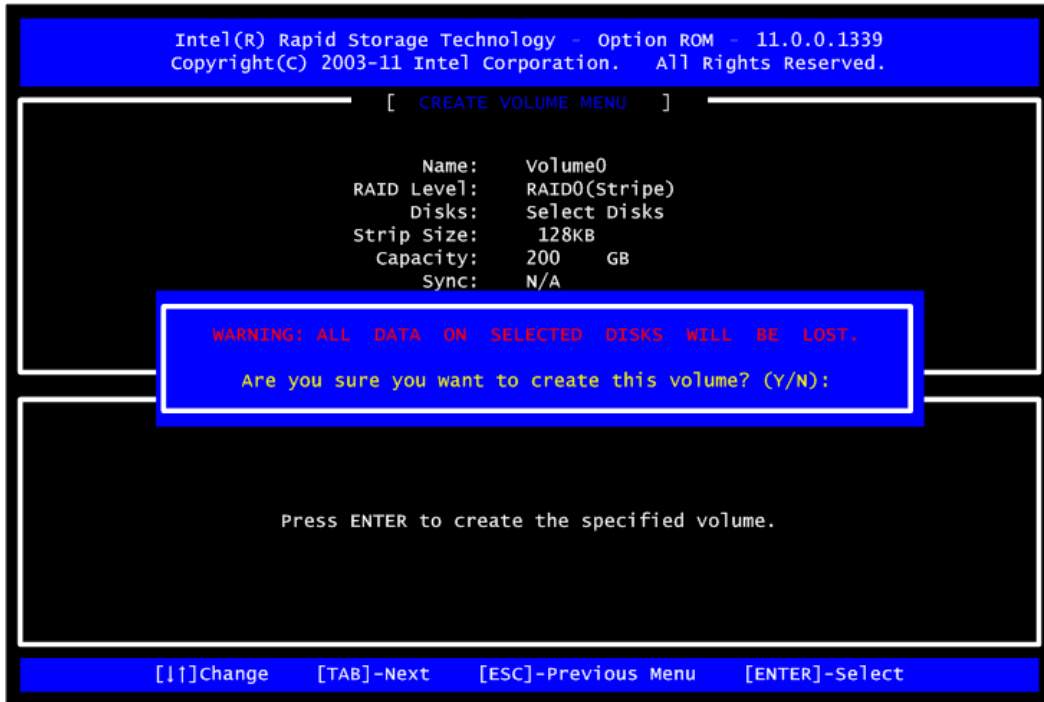 Intel(R) Rapid Storage Technology - Option ROM - 11.0.0.1339
Copyright(C) 2003-11 Intel Corporation. All Rights Reserved.
[ CREATE VOLUME MENU ]
Name: Volume0
RAID Level: RAID0(Stripe)
Disks: Select Disks
Strip Size: 128KB
Capacity: 200 GB
Sync: N/A
WARNING: ALL DATA ON SELECTED DISKS WILL BE LOST.
Are you sure you want to create this volume? (Y/N):
Press ENTER to create the specified volume.
[↓↑]Change [TAB]-Next [ESC]-Previous Menu [ENTER]-Select